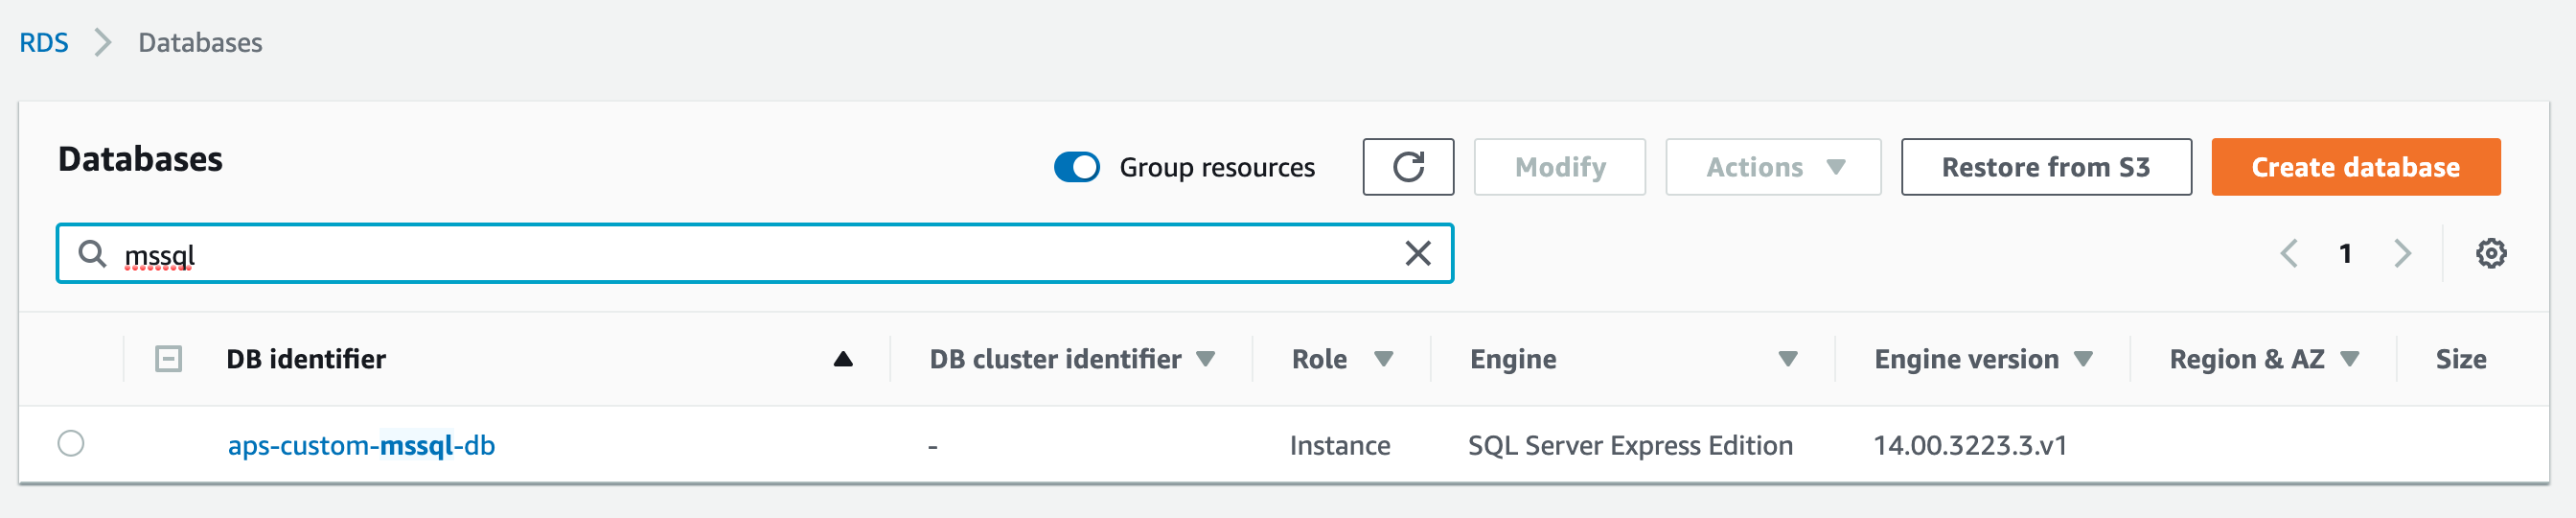 RDS > Databases
Databases
Group resources
Modify
Actions
Restore from S3
Create database
mssql
1
DB identifier DB cluster identifier Role Engine Engine version Region & AZ Size
aps-custom-mssql-db - Instance SQL Server Express Edition 14.00.3223.3.v1